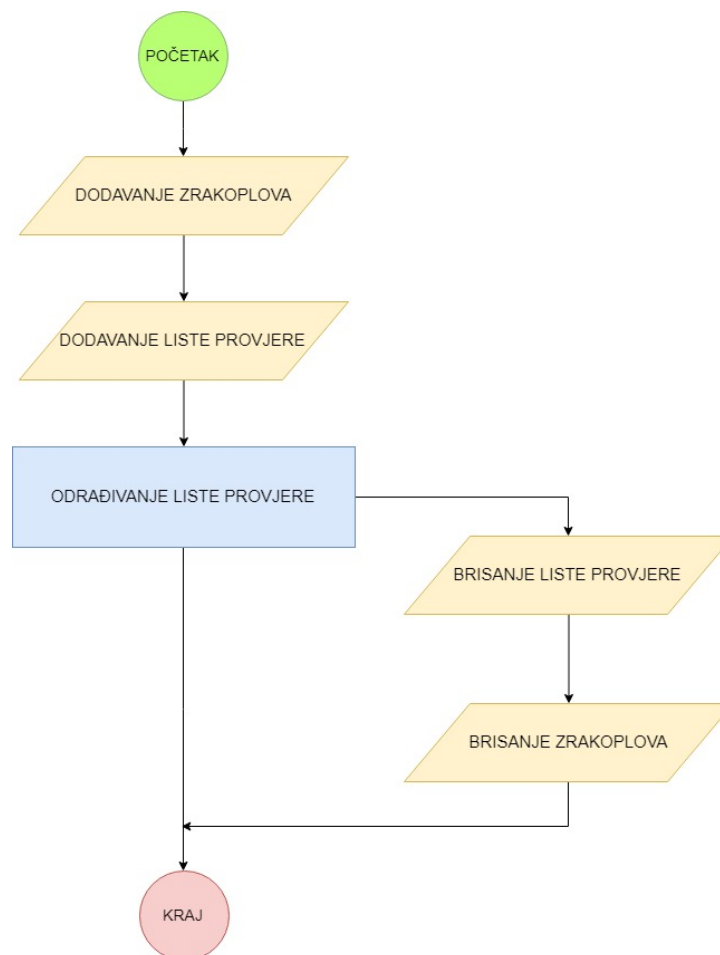 POČETAK
DODAVANJE ZRAKOPLOVA
DODAVANJE LISTE PROVJERE
ODRAĐIVANJE LISTE PROVJERE
BRISANJE LISTE PROVJERE
BRISANJE ZRAKOPLOVA
KRAJ